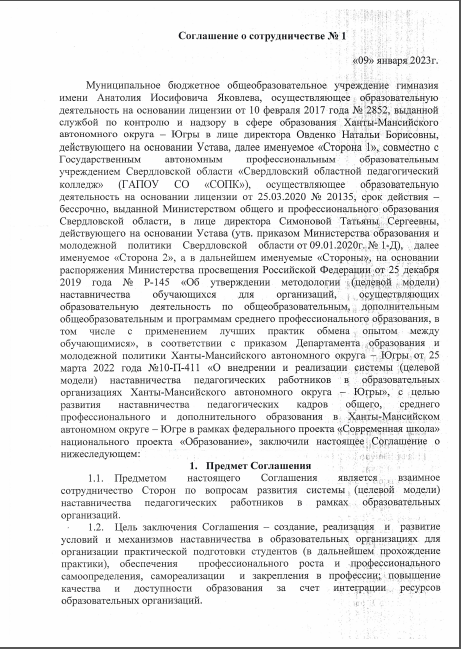 Соглашение о сотрудничестве № 1
«09» января 2023г.
Муниципальное бюджетное общеобразовательное учреждение гимназия
имени Анатолия Иосифовича Яковлева, осуществляющее образовательную
деятельность на основании лицензии от 10 февраля 2017 года № 2852, выданной
службой по контролю и надзору в сфере образования Ханты-Мансийского
автономного округа – Югры в лице директора Овденко Натальи Борисовны,
действующего на основании Устава, далее именуемое «Сторона 1», совместно с
Государственным автономным профессиональным образовательным
учреждением Свердловской области «Свердловский областной педагогический
колледж» (ГАПОУ СО «СОПК»), осуществляющее образовательную
деятельность на основании лицензии от 25.03.2020 № 20135, срок действия –
бессрочно, выданной Министерством общего и профессионального образования
Свердловской области, в лице директора Симоновой Татьяны Сергеевны,
действующего на основании Устава (утв. приказом Министерства образования и
молодежной политики Свердловской области от 09.01.2020г. № 1-Д), далее
именуемое «Сторона 2», а в дальнейшем именуемые «Стороны», на основании
распоряжения Министерства просвещения Российской Федерации от 25 декабря
2019 года № Р-145 «Об утверждении методологии (целевой модели)
наставничества обучающихся для организаций, осуществляющих
образовательную деятельность по общеобразовательным, дополнительным
общеобразовательным и программам среднего профессионального образования, в
том числе с применением лучших практик обмена опытом между
обучающимися», в соответствии с приказом Департамента образования и
молодежной политики Ханты-Мансийского автономного округа – Югры от 25
марта 2022 года №10-П-411 «О внедрении и реализации системы (целевой
модели) наставничества педагогических работников в образовательных
организациях Ханты-Мансийского автономного округа – Югры», с целью
развития наставничества педагогических кадров общего, среднего
профессионального и дополнительного образования в Ханты-Мансийском
автономном округе – Югре в рамках федерального проекта «Современная школа»
национального проекта «Образование», заключили настоящее Соглашение о
нижеследующем:
1. Предмет Соглашения
1.1. Предметом настоящего Соглашения является взаимное
сотрудничество Сторон по вопросам развития системы (целевой модели)
наставничества педагогических работников в рамках образовательных
организаций.
1.2. Цель заключения Соглашения – создание, реализация и развитие
условий и механизмов наставничества в образовательных организациях для
организации практической подготовки студентов (в дальнейшем прохождение
практики), обеспечения профессионального роста и профессионального
самоопределения, самореализации и закрепления в профессии; повышение
качества и доступности образования за счет интеграции ресурсов
образовательных организаций.